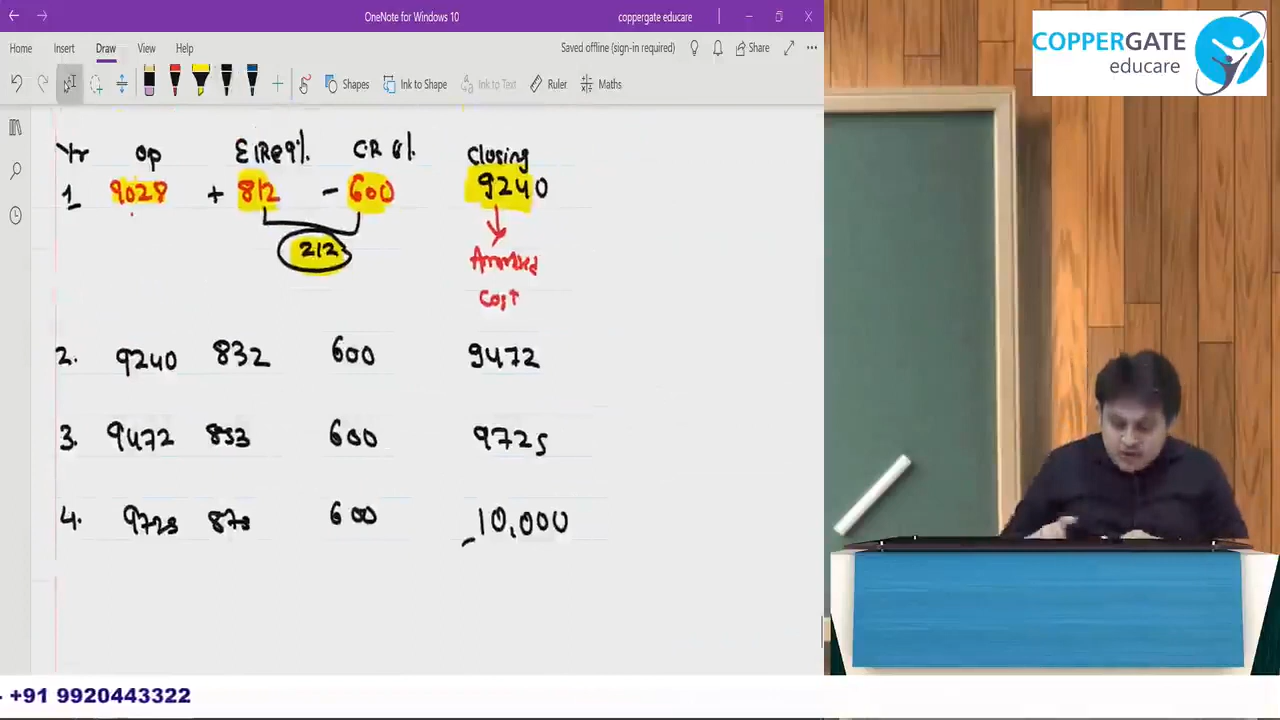 OneNote for Windows 10
coppergate educare
Home Insert Draw View Help
Saved offline (sign-in required)
Share
Shapes
Ink to Shape
Ink to Text
Ruler
Maths
COPPERGATE
educare
Yr Op EIR@9% CR 6% Closing
1 9028 + 812 - 600 9240
212
Amortised
Cost
2. 9240 832 600 9472
3. 9472 853 600 9725
4. 9725 875 600 10,000
- +91 9920443322